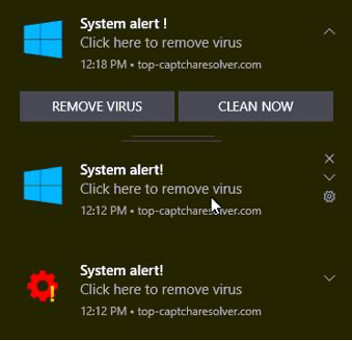 System alert !
Click here to remove virus
12:18 PM • top-captcharesolver.com
REMOVE VIRUS
CLEAN NOW
System alert!
Click here to remove virus
12:12 PM • top-captcharesolver.com
System alert!
Click here to remove virus
12:12 PM • top-captcharesolver.com